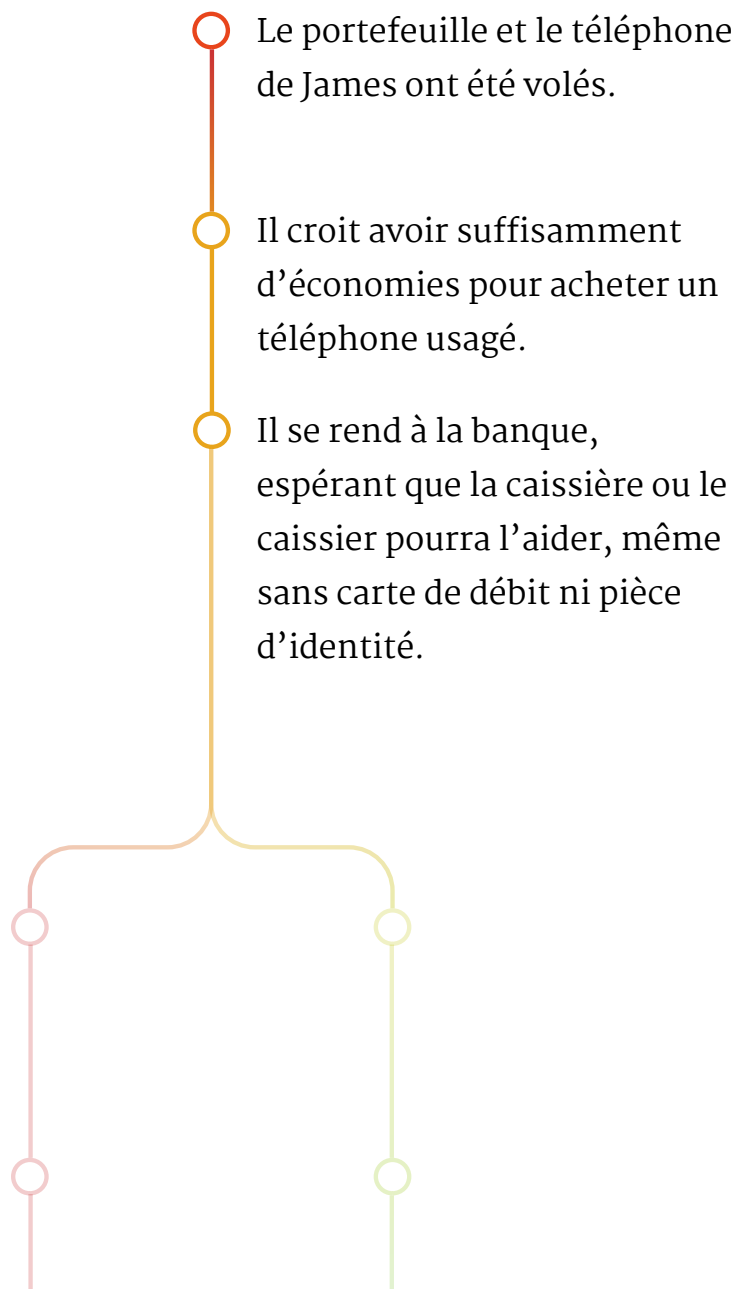 Le portefeuille et le téléphone
de James ont été volés.
Il croit avoir suffisamment
d’économies pour acheter un
téléphone usagé.
Il se rend à la banque,
espérant que la caissière ou le
caissier pourra l’aider, même
sans carte de débit ni pièce
d’identité.